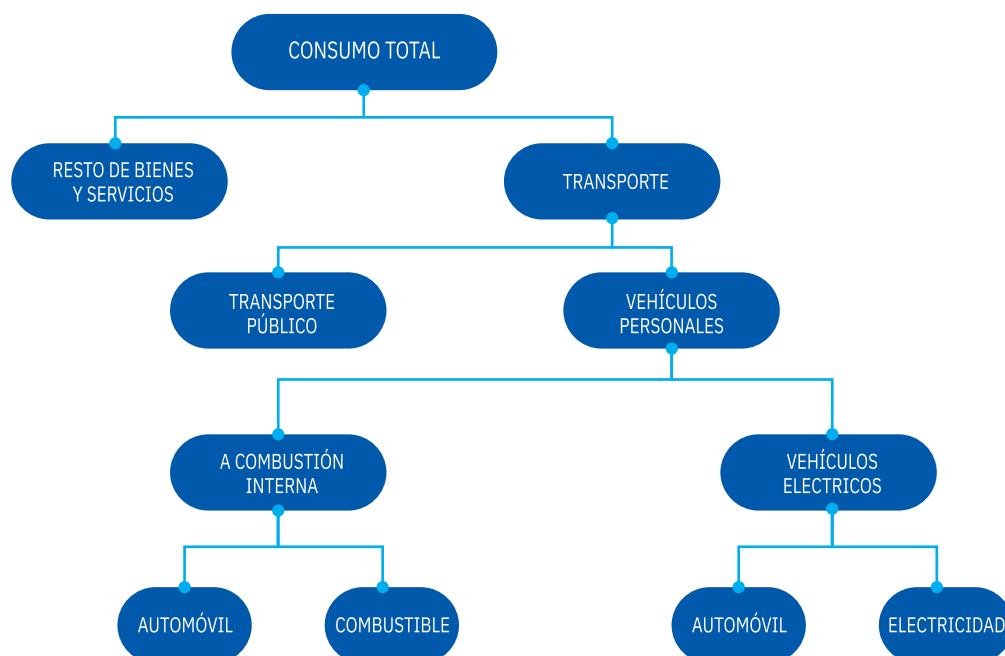 CONSUMO TOTAL
RESTO DE BIENES
Y SERVICIOS
TRANSPORTE
TRANSPORTE
PÚBLICO
VEHÍCULOS
PERSONALES
A COMBUSTIÓN
INTERNA
VEHÍCULOS
ELECTRICOS
AUTOMÓVIL
COMBUSTIBLE
AUTOMÓVIL
ELECTRICIDAD